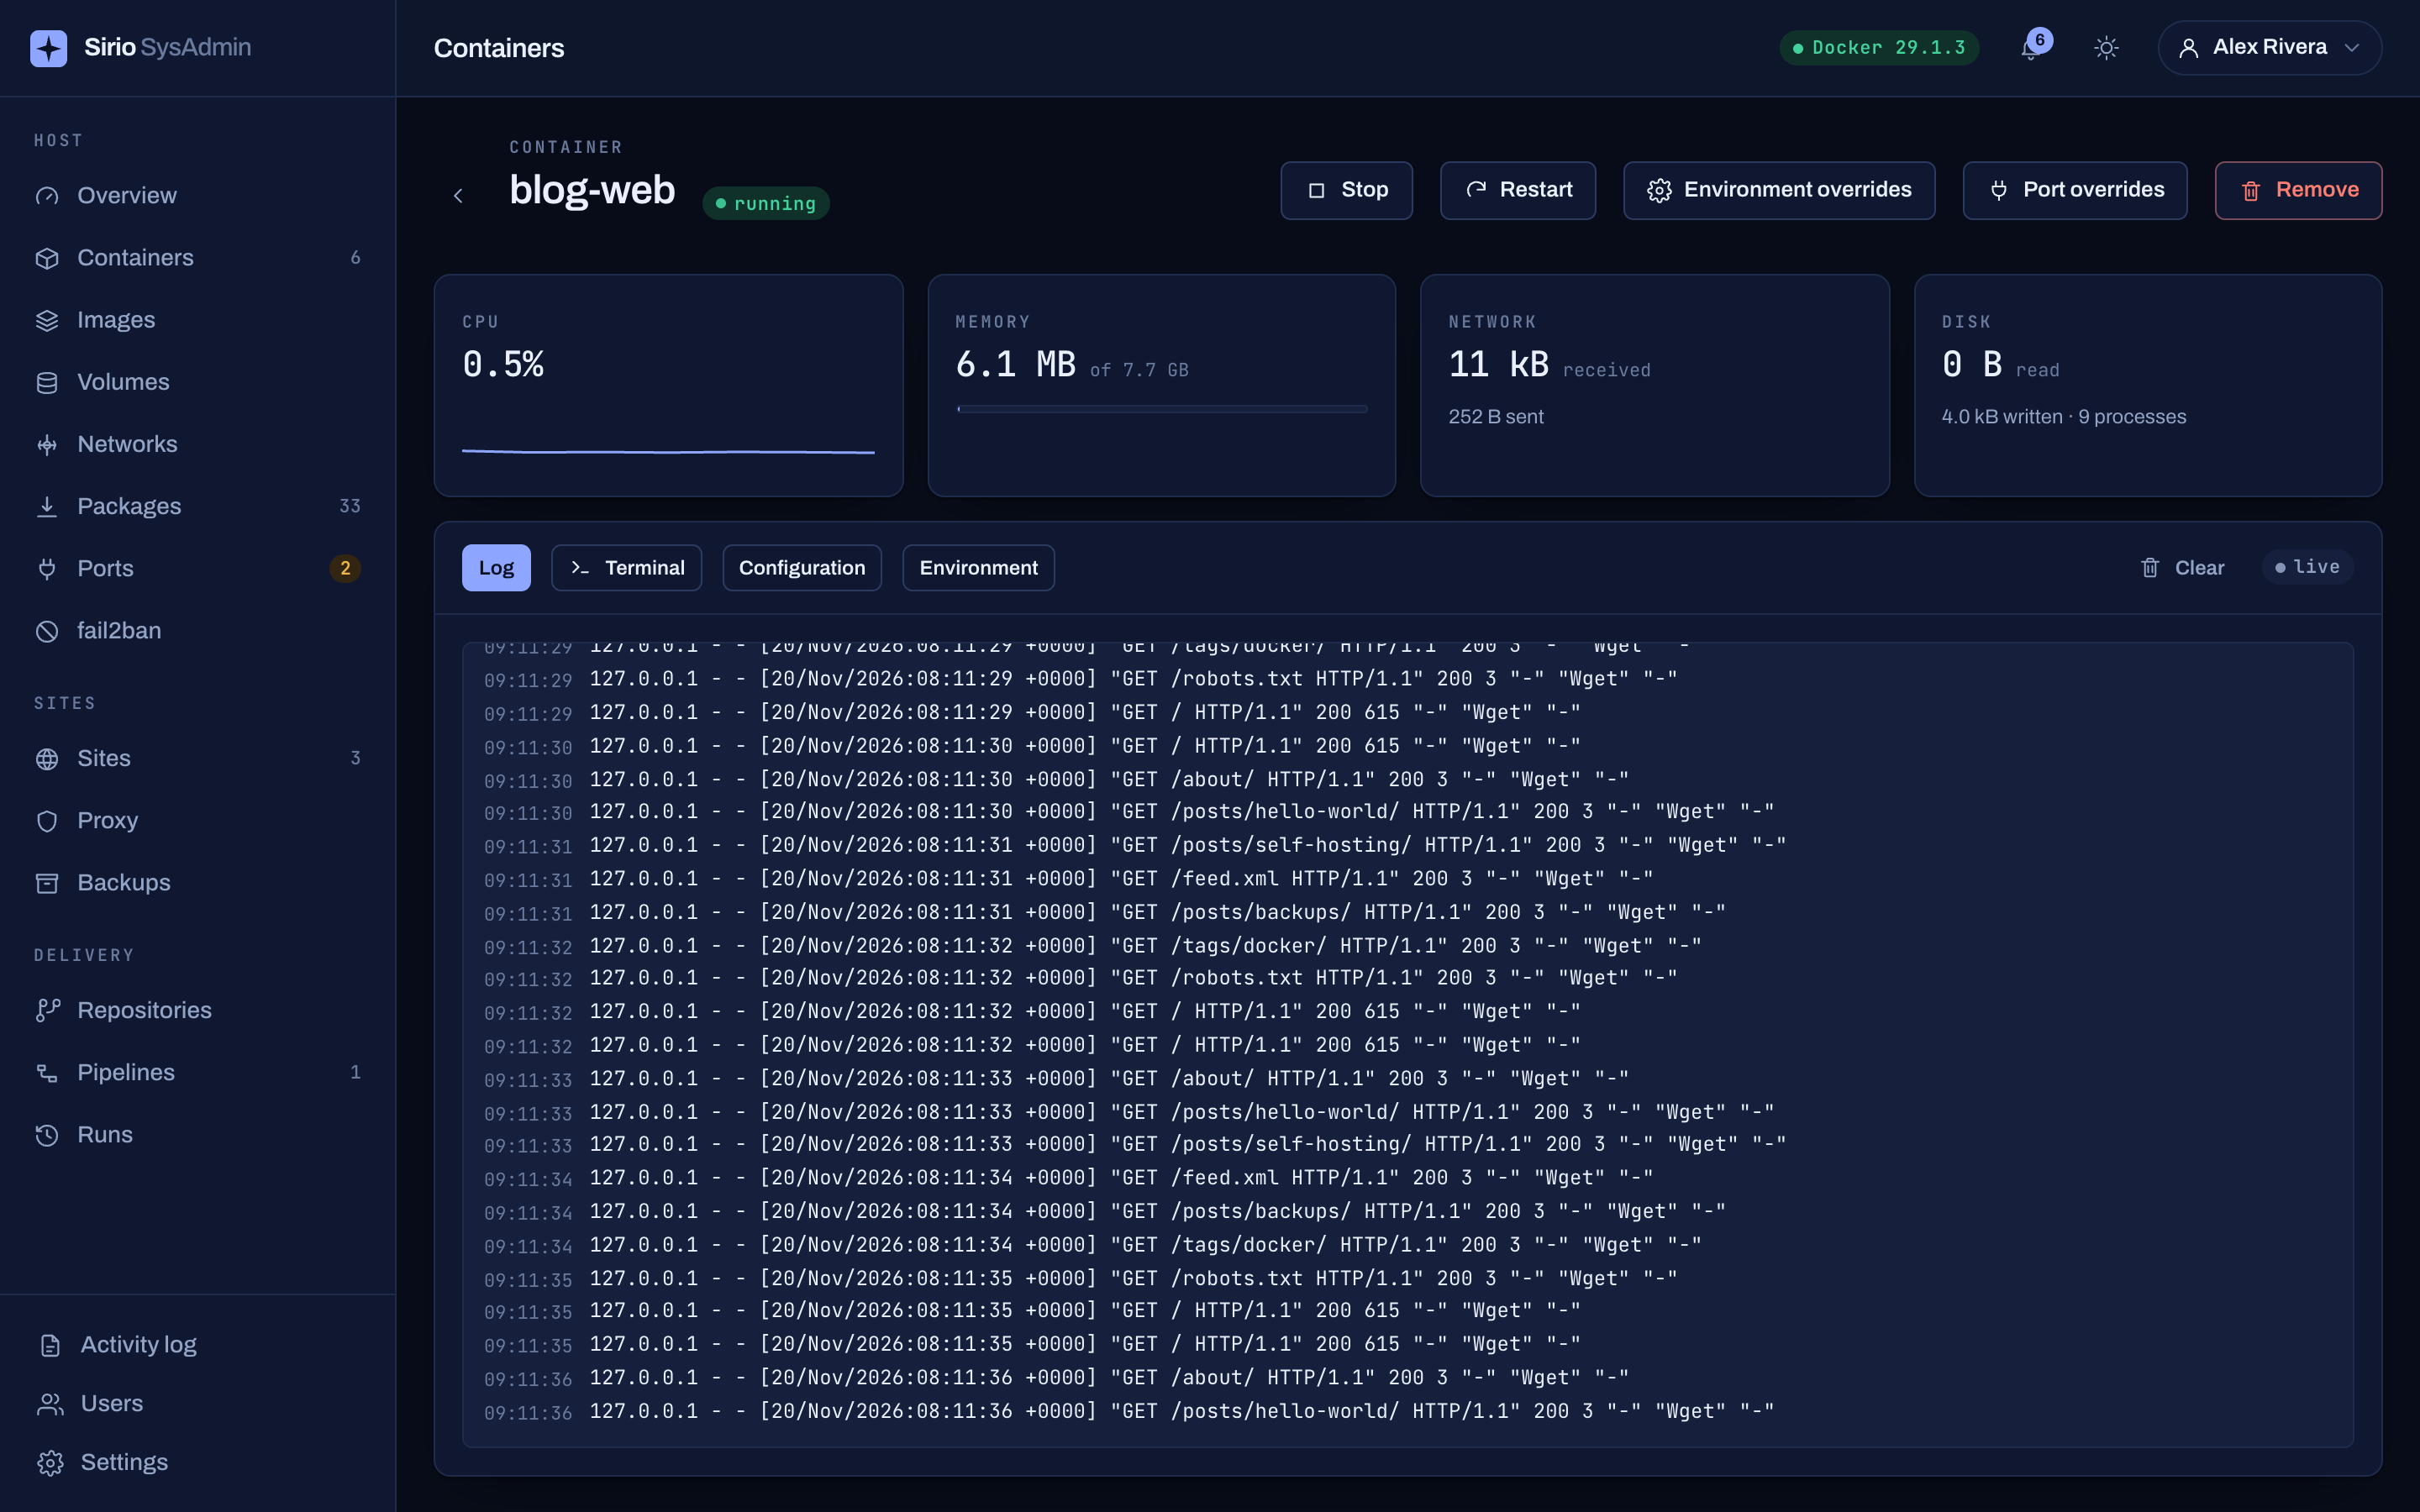 Sirio SysAdmin
HOST
Overview
Containers 6
Images
Volumes
Networks
Packages 33
Ports 2
fail2ban
SITES
Sites 3
Proxy
Backups
DELIVERY
Repositories
Pipelines 1
Runs
Activity log
Users
Settings
Containers
Docker 29.1.3
6
Alex Rivera
CONTAINER
blog-web running
Stop
Restart
Environment overrides
Port overrides
Remove
CPU
0.5%
MEMORY
6.1 MB of 7.7 GB
NETWORK
11 kB received
252 B sent
DISK
0 B read
4.0 kB written · 9 processes
Log
Terminal
Configuration
Environment
Clear
live
09:11:29 127.0.0.1 - - [20/Nov/2026:08:11:29 +0000] "GET /tags/docker/ HTTP/1.1" 200 3 "-" "Wget" "-"
09:11:29 127.0.0.1 - - [20/Nov/2026:08:11:29 +0000] "GET /robots.txt HTTP/1.1" 200 3 "-" "Wget" "-"
09:11:29 127.0.0.1 - - [20/Nov/2026:08:11:29 +0000] "GET / HTTP/1.1" 200 615 "-" "Wget" "-"
09:11:30 127.0.0.1 - - [20/Nov/2026:08:11:30 +0000] "GET / HTTP/1.1" 200 615 "-" "Wget" "-"
09:11:30 127.0.0.1 - - [20/Nov/2026:08:11:30 +0000] "GET /about/ HTTP/1.1" 200 3 "-" "Wget" "-"
09:11:30 127.0.0.1 - - [20/Nov/2026:08:11:30 +0000] "GET /posts/hello-world/ HTTP/1.1" 200 3 "-" "Wget" "-"
09:11:31 127.0.0.1 - - [20/Nov/2026:08:11:31 +0000] "GET /posts/self-hosting/ HTTP/1.1" 200 3 "-" "Wget" "-"
09:11:31 127.0.0.1 - - [20/Nov/2026:08:11:31 +0000] "GET /feed.xml HTTP/1.1" 200 3 "-" "Wget" "-"
09:11:31 127.0.0.1 - - [20/Nov/2026:08:11:31 +0000] "GET /posts/backups/ HTTP/1.1" 200 3 "-" "Wget" "-"
09:11:32 127.0.0.1 - - [20/Nov/2026:08:11:32 +0000] "GET /tags/docker/ HTTP/1.1" 200 3 "-" "Wget" "-"
09:11:32 127.0.0.1 - - [20/Nov/2026:08:11:32 +0000] "GET /robots.txt HTTP/1.1" 200 3 "-" "Wget" "-"
09:11:32 127.0.0.1 - - [20/Nov/2026:08:11:32 +0000] "GET / HTTP/1.1" 200 615 "-" "Wget" "-"
09:11:32 127.0.0.1 - - [20/Nov/2026:08:11:32 +0000] "GET / HTTP/1.1" 200 615 "-" "Wget" "-"
09:11:33 127.0.0.1 - - [20/Nov/2026:08:11:33 +0000] "GET /about/ HTTP/1.1" 200 3 "-" "Wget" "-"
09:11:33 127.0.0.1 - - [20/Nov/2026:08:11:33 +0000] "GET /posts/hello-world/ HTTP/1.1" 200 3 "-" "Wget" "-"
09:11:33 127.0.0.1 - - [20/Nov/2026:08:11:33 +0000] "GET /posts/self-hosting/ HTTP/1.1" 200 3 "-" "Wget" "-"
09:11:34 127.0.0.1 - - [20/Nov/2026:08:11:34 +0000] "GET /feed.xml HTTP/1.1" 200 3 "-" "Wget" "-"
09:11:34 127.0.0.1 - - [20/Nov/2026:08:11:34 +0000] "GET /posts/backups/ HTTP/1.1" 200 3 "-" "Wget" "-"
09:11:34 127.0.0.1 - - [20/Nov/2026:08:11:34 +0000] "GET /tags/docker/ HTTP/1.1" 200 3 "-" "Wget" "-"
09:11:35 127.0.0.1 - - [20/Nov/2026:08:11:35 +0000] "GET /robots.txt HTTP/1.1" 200 3 "-" "Wget" "-"
09:11:35 127.0.0.1 - - [20/Nov/2026:08:11:35 +0000] "GET / HTTP/1.1" 200 615 "-" "Wget" "-"
09:11:35 127.0.0.1 - - [20/Nov/2026:08:11:35 +0000] "GET / HTTP/1.1" 200 615 "-" "Wget" "-"
09:11:36 127.0.0.1 - - [20/Nov/2026:08:11:36 +0000] "GET /about/ HTTP/1.1" 200 3 "-" "Wget" "-"
09:11:36 127.0.0.1 - - [20/Nov/2026:08:11:36 +0000] "GET /posts/hello-world/ HTTP/1.1" 200 3 "-" "Wget" "-"